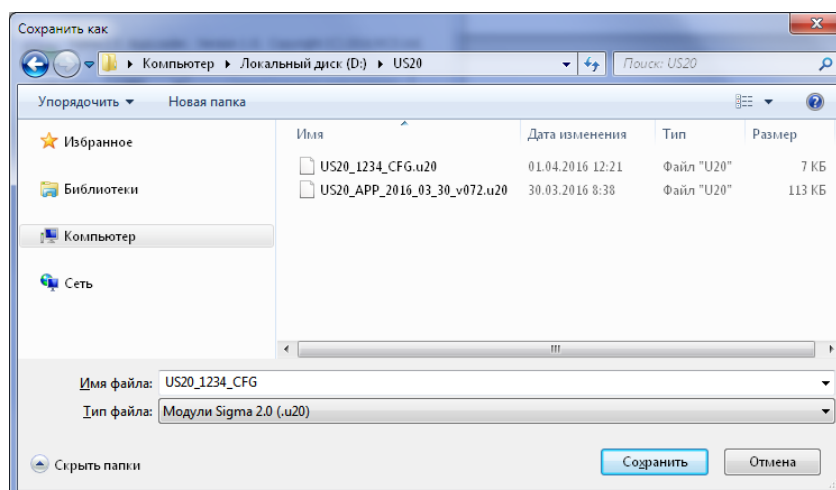 Сохранить как
Компьютер ▸ Локальный диск (D:) ▸ US20
Поиск: US20
Упорядочить ▼ Новая папка
Избранное
Библиотеки
Компьютер
Сеть
Имя Дата изменения Тип Размер
US20_1234_CFG.u20 01.04.2016 12:21 Файл "U20" 7 КБ
US20_APP_2016_03_30_v072.u20 30.03.2016 8:38 Файл "U20" 113 КБ
Имя файла: US20_1234_CFG
Тип файла: Модули Sigma 2.0 (.u20)
Скрыть папки
Сохранить
Отмена